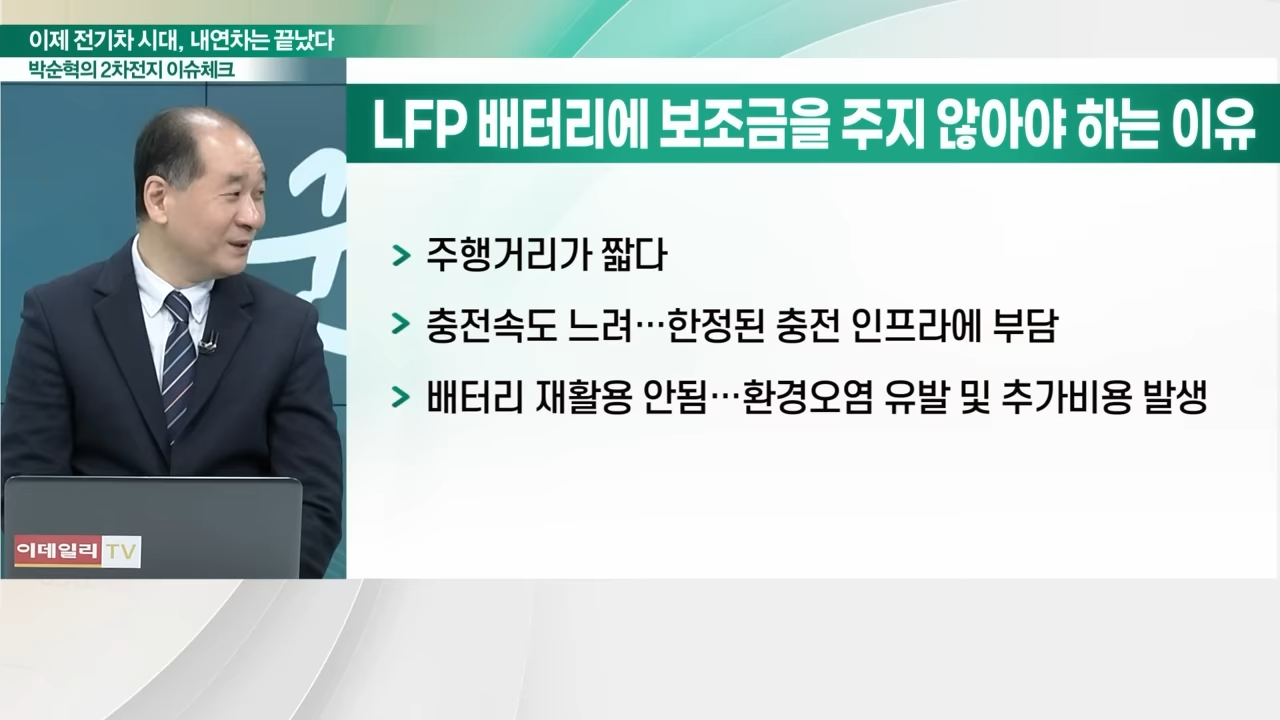 이제 전기차 시대, 내연차는 끝났다
박순혁의 2차전지 이슈체크
LFP 배터리에 보조금을 주지 않아야 하는 이유
> 주행거리가 짧다
> 충전속도 느려…한정된 충전 인프라에 부담
> 배터리 재활용 안됨…환경오염 유발 및 추가비용 발생
이데일리 TV